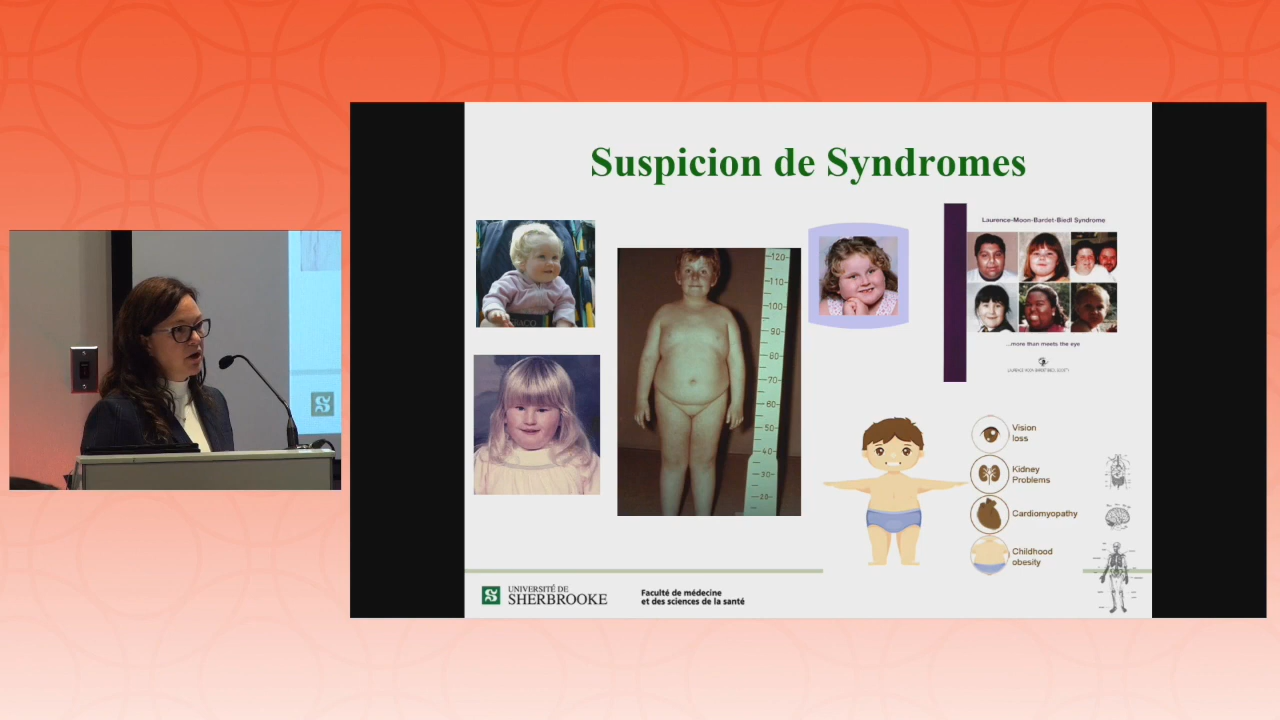 Suspicion de Syndromes
Laurence-Moon-Bardet-Biedl Syndrome
...more than meets the eye
-120-
-110-
-100-
-90-
-80-
-70-
-60-
-50-
-40-
-30-
-20-
Vision
loss
Kidney
Problems
Cardiomyopathy
Childhood
obesity
UNIVERSITÉ DE
SHERBROOKE
Faculté de médecine
et des sciences de la santé